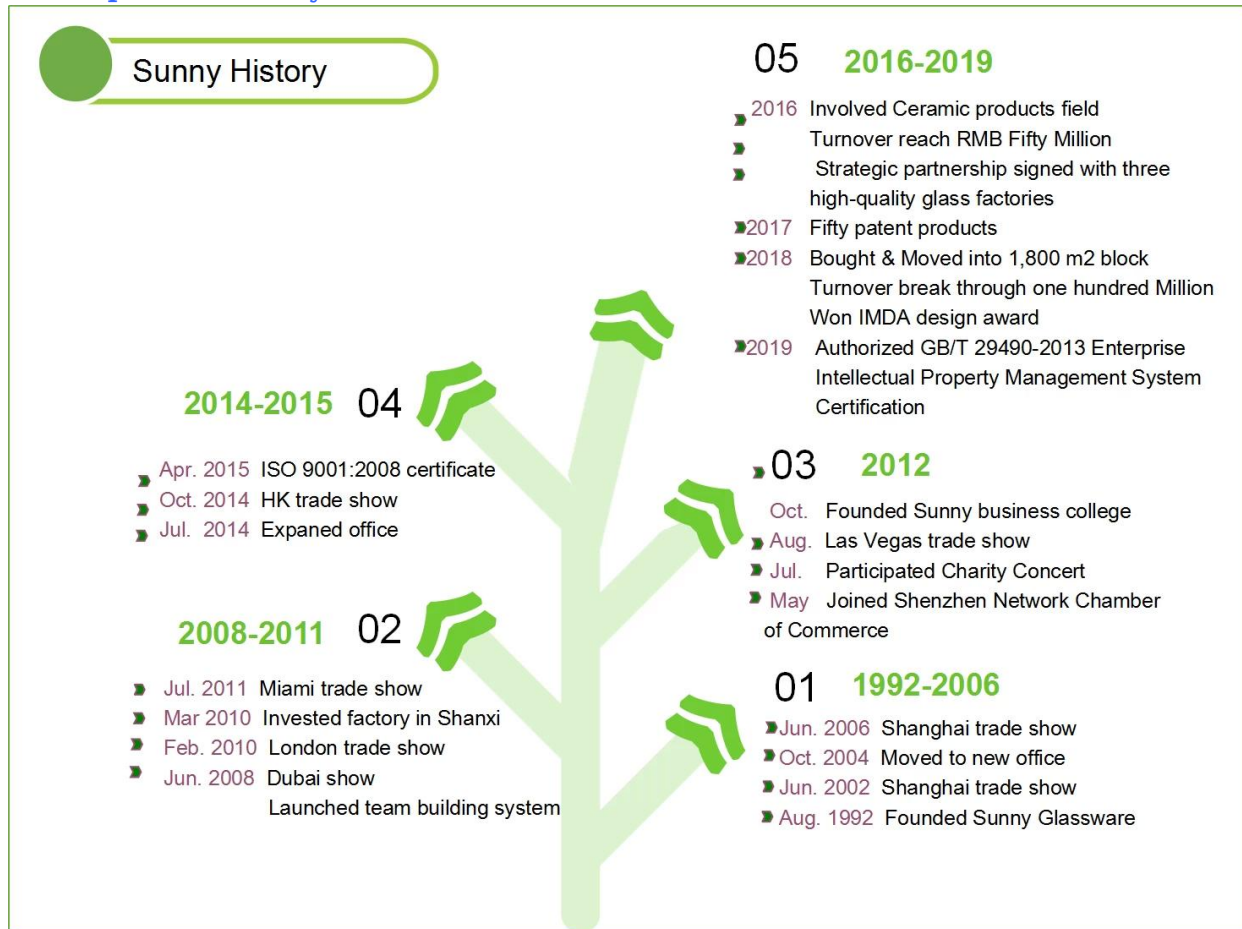 Sunny History
05 2016-2019
2016 Involved Ceramic products field
Turnover reach RMB Fifty Million
Strategic partnership signed with three
high-quality glass factories
2017 Fifty patent products
2018 Bought & Moved into 1,800 m2 block
Turnover break through one hundred Million
Won IMDA design award
2019 Authorized GB/T 29490-2013 Enterprise
Intellectual Property Management System
Certification
2014-2015 04
Apr. 2015 ISO 9001:2008 certificate
Oct. 2014 HK trade show
Jul. 2014 Expaned office
03 2012
Oct. Founded Sunny business college
Aug. Las Vegas trade show
Jul. Participated Charity Concert
May Joined Shenzhen Network Chamber
of Commerce
2008-2011 02
Jul. 2011 Miami trade show
Mar 2010 Invested factory in Shanxi
Feb. 2010 London trade show
Jun. 2008 Dubai show
Launched team building system
01 1992-2006
Jun. 2006 Shanghai trade show
Oct. 2004 Moved to new office
Jun. 2002 Shanghai trade show
Aug. 1992 Founded Sunny Glassware